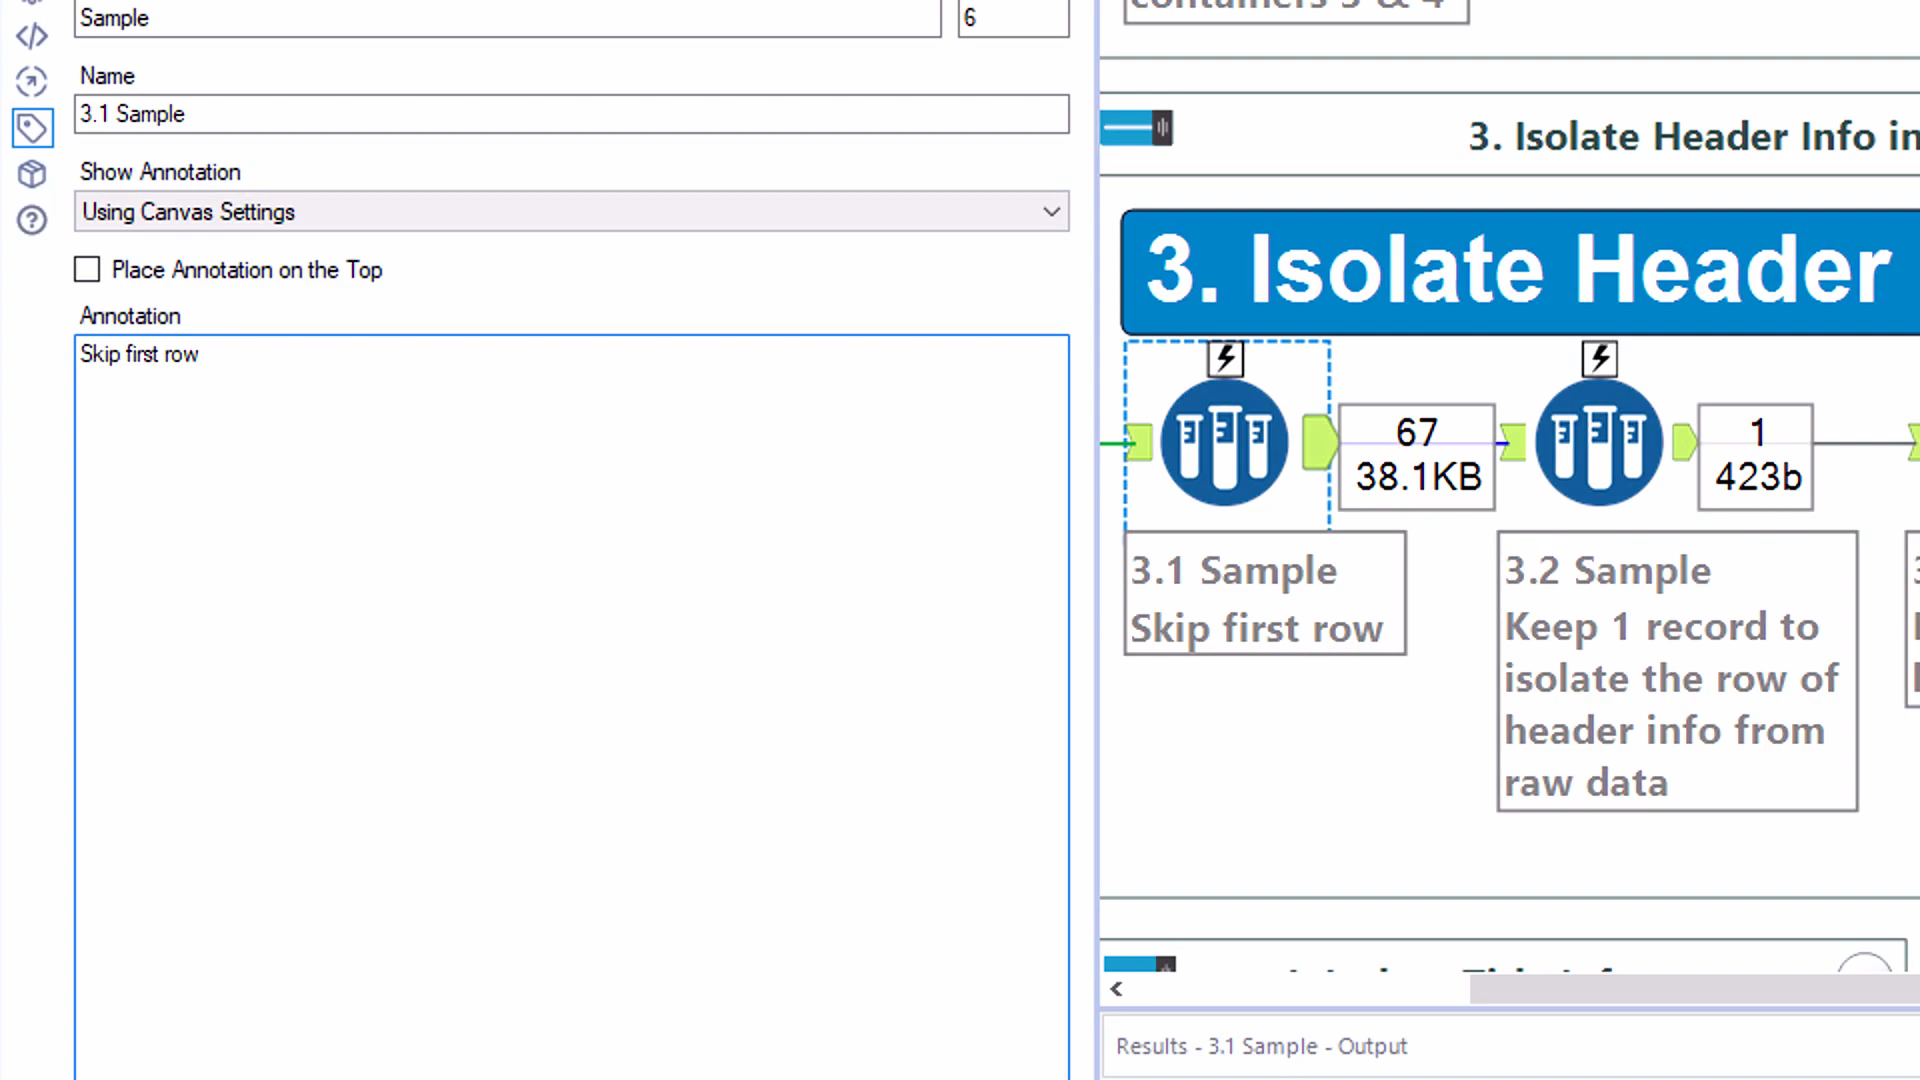 Sample
6
Name
3.1 Sample
Show Annotation
Using Canvas Settings
Place Annotation on the Top
Annotation
Skip first row
containers 3 & 4
3. Isolate Header Info in
3. Isolate Header
67
38.1KB
1
423b
3.1 Sample
Skip first row
3.2 Sample
Keep 1 record to
isolate the row of
header info from
raw data
Results - 3.1 Sample - Output